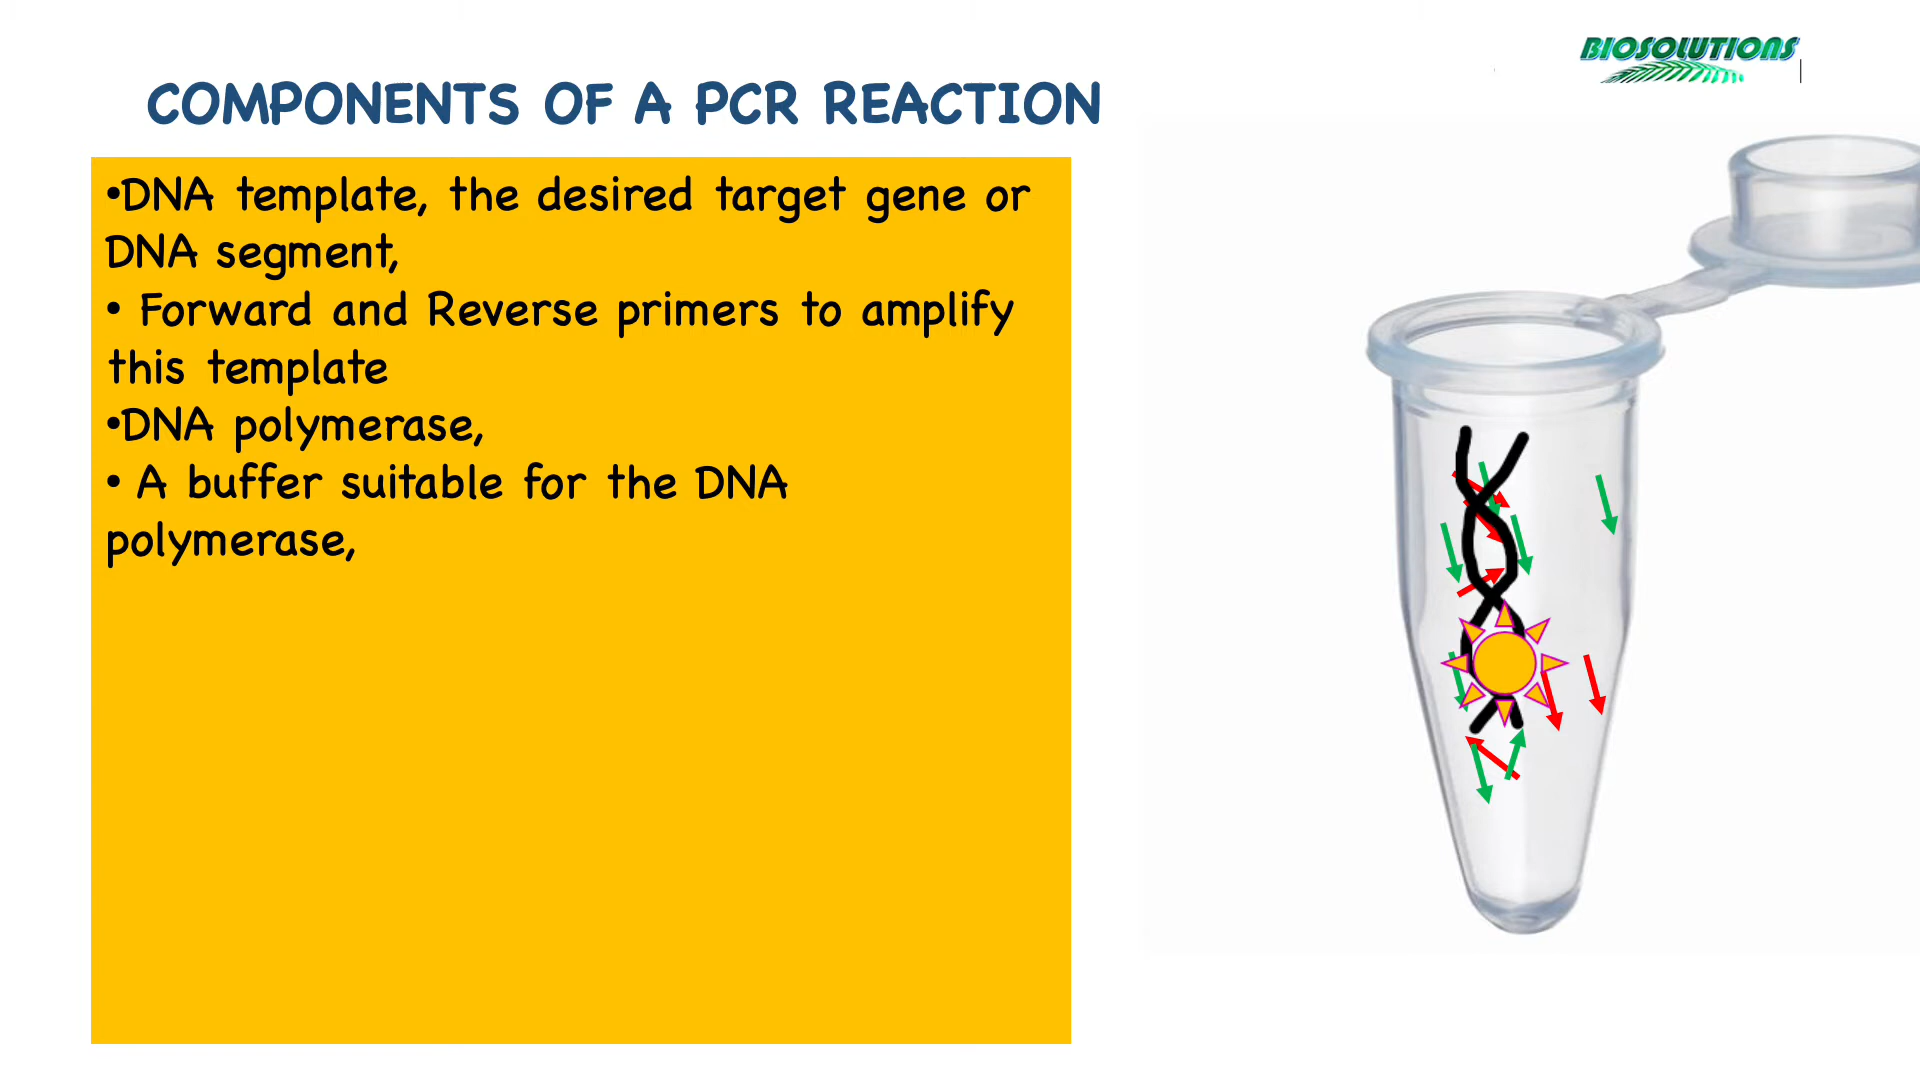 BIOSOLUTIONS
COMPONENTS OF A PCR REACTION
•DNA template, the desired target gene or
DNA segment,
• Forward and Reverse primers to amplify
this template
•DNA polymerase,
• A buffer suitable for the DNA
polymerase,